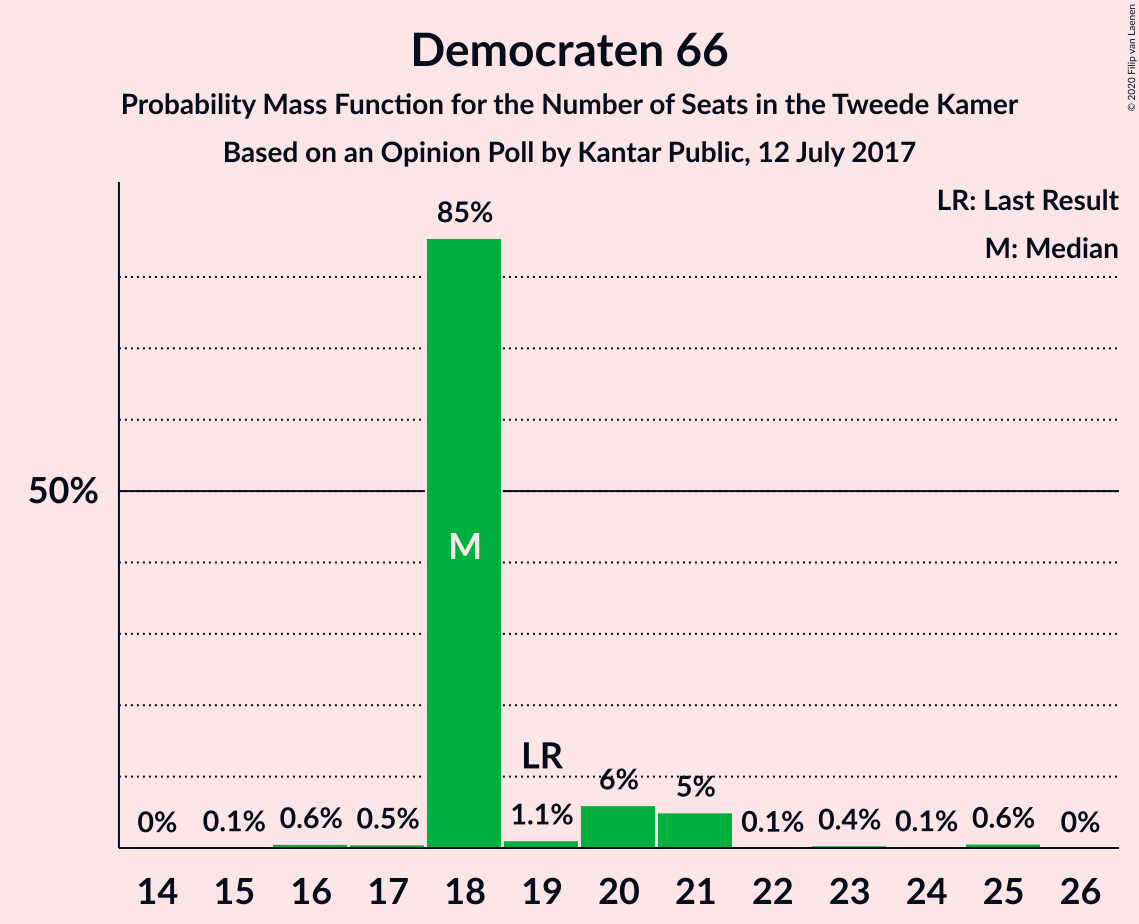 Democraten 66
Probability Mass Function for the Number of Seats in the Tweede Kamer
Based on an Opinion Poll by Kantar Public, 12 July 2017
© 2020 Filip van Laenen
LR: Last Result
M: Median
85%
50%
M
LR
0% 0.1% 0.6% 0.5% 1.1% 6% 5% 0.1% 0.4% 0.1% 0.6% 0%
14 15 16 17 18 19 20 21 22 23 24 25 26